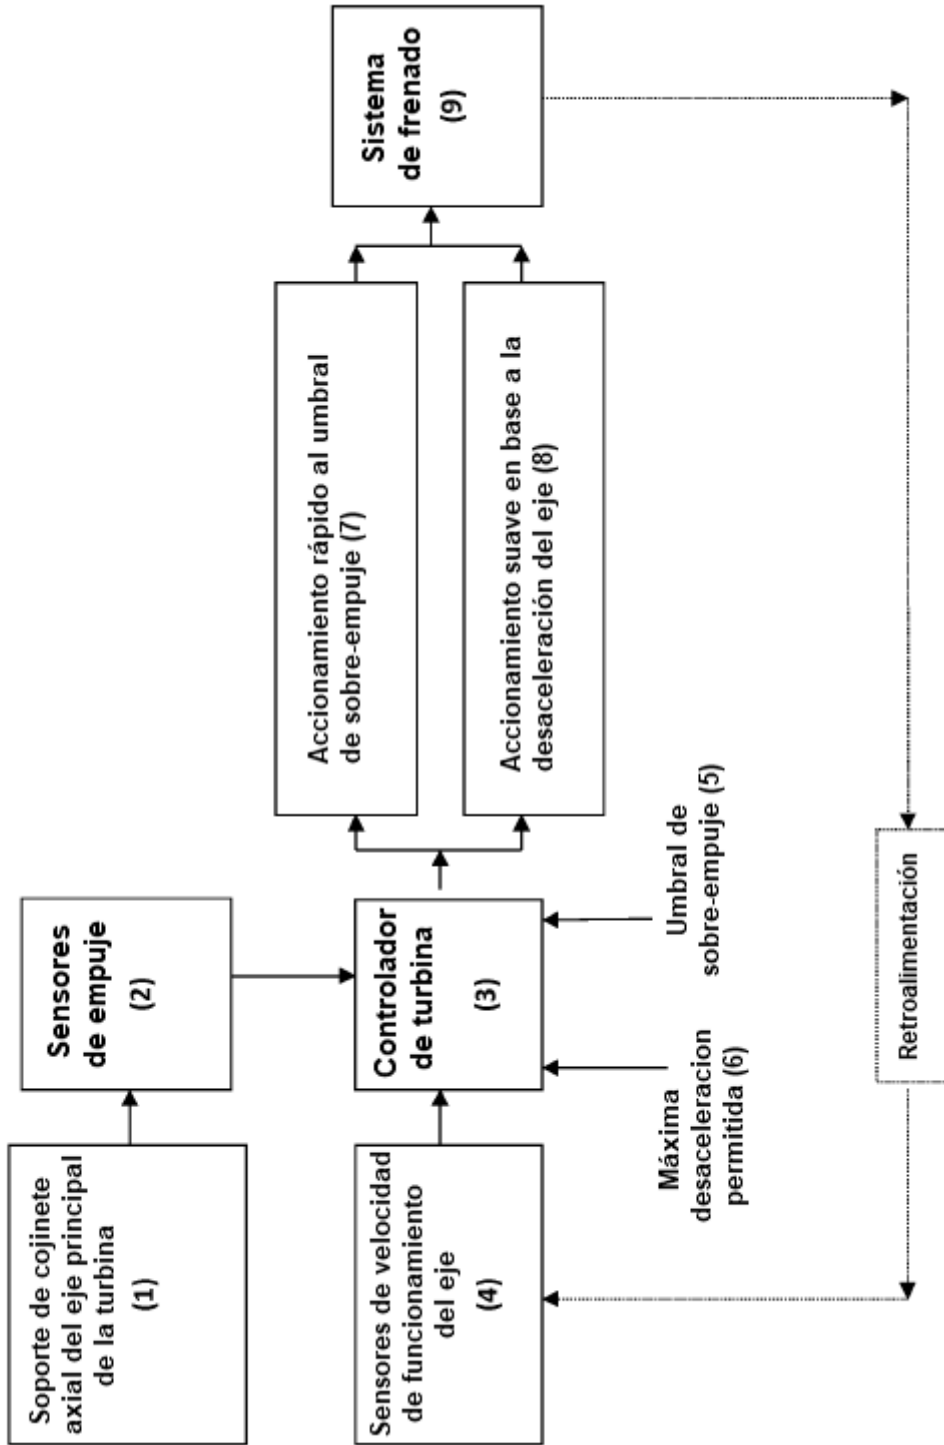 Soporte de cojinete
axial del eje principal
de la turbina
(1)
Sensores
de empuje
(2)
Sensores de velocidad
de funcionamiento
del eje
(4)
Controlador
de turbina
(3)
Máxima
desaceleracion
permitida (6)
Umbral de
sobre-empuje (5)
Accionamiento rápido al umbral
de sobre-empuje (7)
Accionamiento suave en base a la
desaceleración del eje (8)
Sistema
de frenado
(9)
Retroalimentación